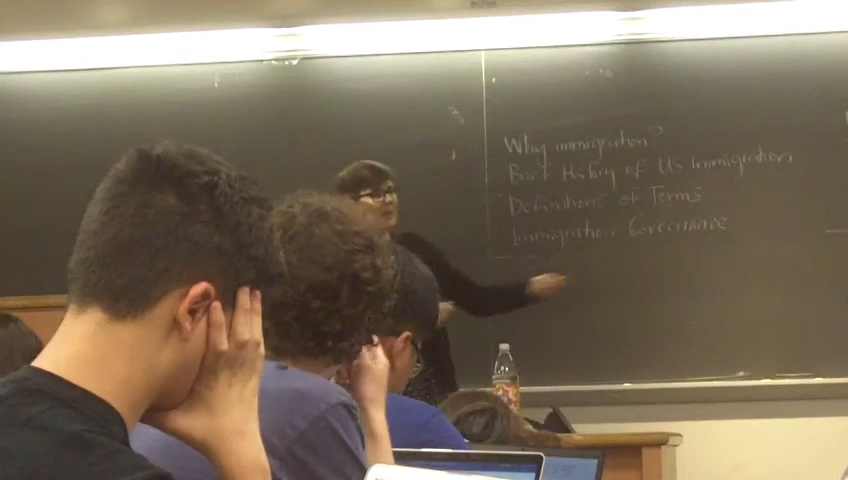 Why immigration?
Brief History of US Immigration
Definitions of Terms
Immigration Governance